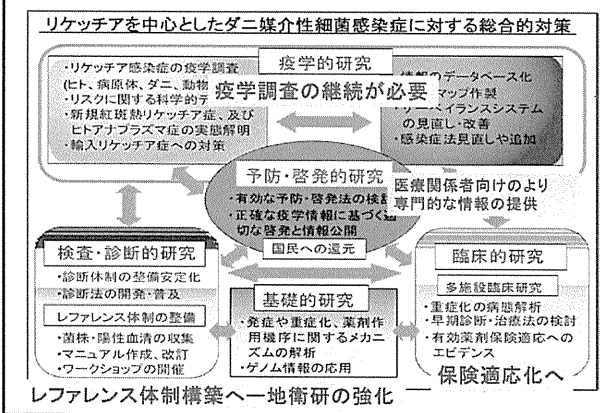 リケッチアを中心としたダニ媒介性細菌感染症に対する総合的対策
疫学的研究
・リケッチア感染症の疫学調査
(ヒト、病原体、ダニ、動物
・リスクに関する科学的デ
・新規紅斑熱リケッチア症、及び
ヒトアナプラズマ症の実態解明
・輸入リケッチア症への対策
疫学調査の継続が必要
情報のデータベース化
マップ作製
サーベイランスシステム
の見直し・改善
・感染症法見直しや追加
予防・啓発的研究
・有効な予防・啓発法の検討
・正確な疫学情報に基づく適
切な啓発と情報公開
国民への還元
医療関係者向けのより
専門的な情報の提供
検査・診断的研究
・診断体制の整備安定化
・診断法の開発・普及
レファレンス体制の整備
・菌株・陽性血清の収集
・マニュアル作成、改訂
・ワークショップの開催
基礎的研究
・発症や重症化、薬剤作
用機序に関するメカニ
ズムの解析
・ゲノム情報の応用
臨床的研究
多施設臨床研究
・重症化の病態解析
・早期診断・治療法の検討
・有効薬剤保険適応への
エビデンス
レファレンス体制構築へー地衛研の強化
保険適応化へ